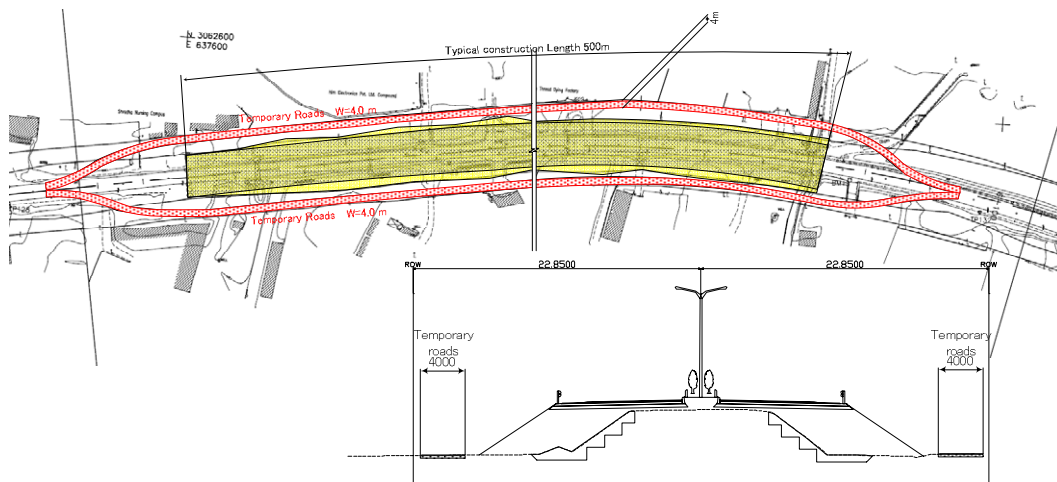 4m
N 3062600
E 637600
Typical construction Length 500m
Temporary Roads W=4.0 m
Temporary Roads W=4.0 m
ROW
22.8500
22.8500
ROW
Temporary
roads
4000
Temporary
roads
4000